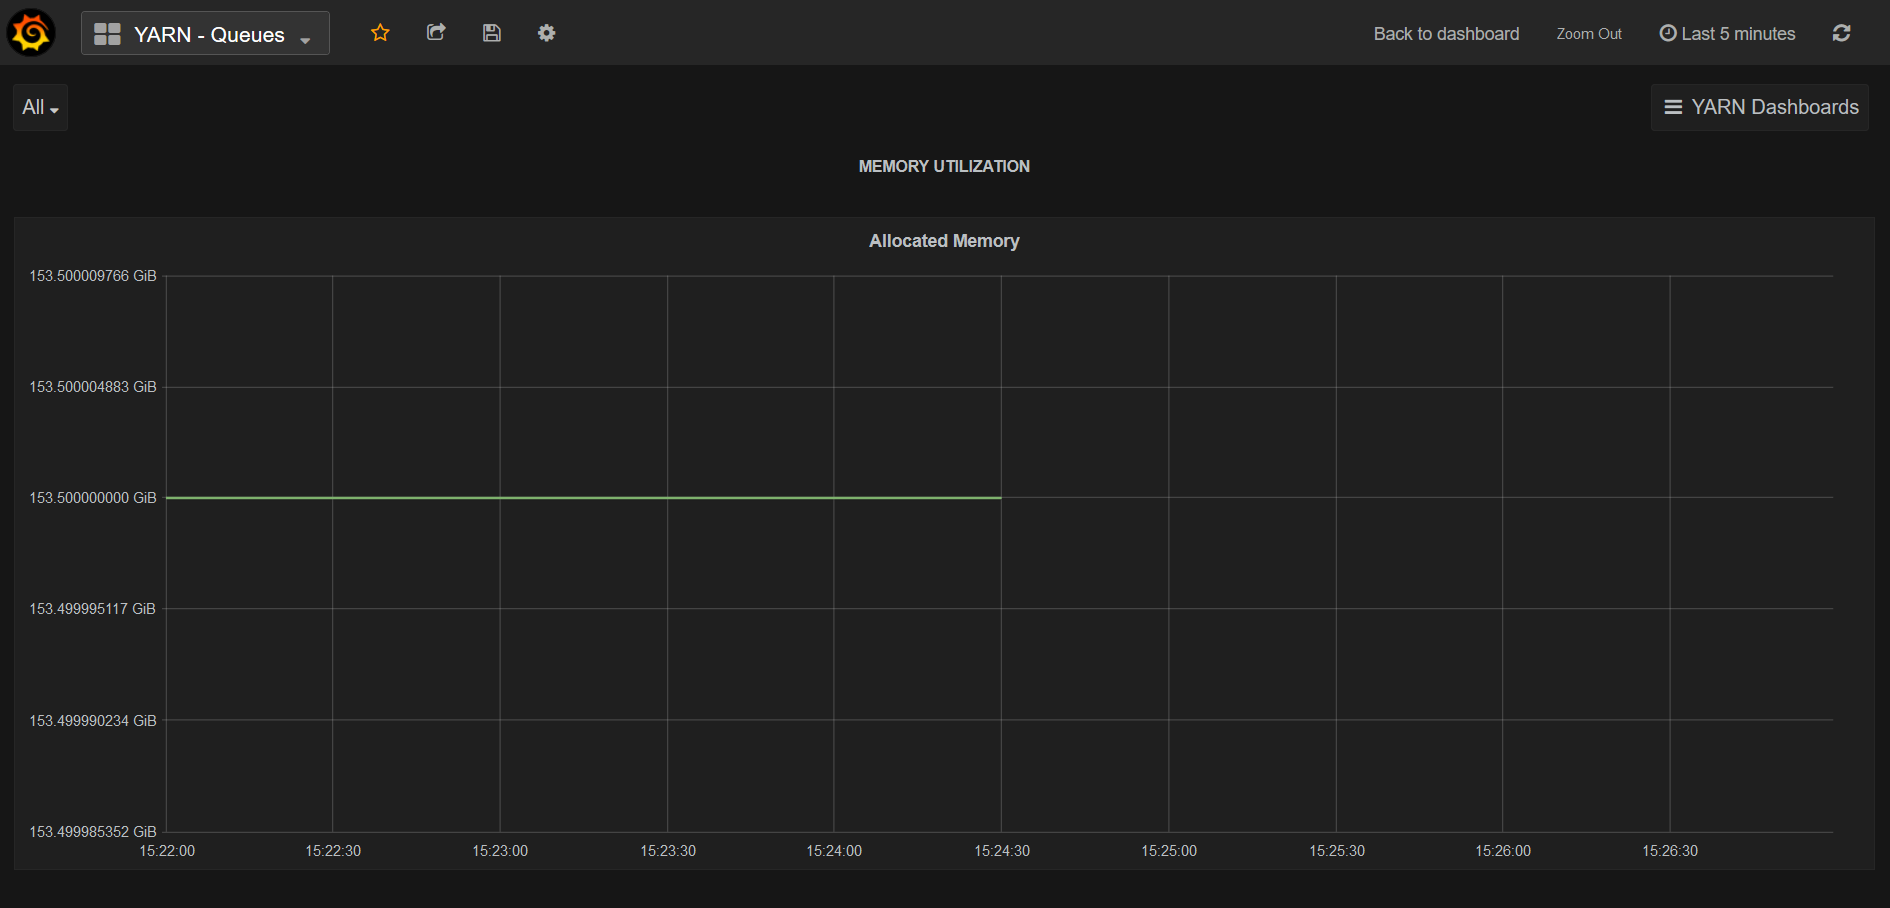 YARN - Queues
Back to dashboard
Zoom Out
Last 5 minutes
All
YARN Dashboards
MEMORY UTILIZATION
Allocated Memory
153.500009766 GiB
153.500004883 GiB
153.500000000 GiB
153.499995117 GiB
153.499990234 GiB
153.499985352 GiB
15:22:00 15:22:30 15:23:00 15:23:30 15:24:00 15:24:30 15:25:00 15:25:30 15:26:00 15:26:30